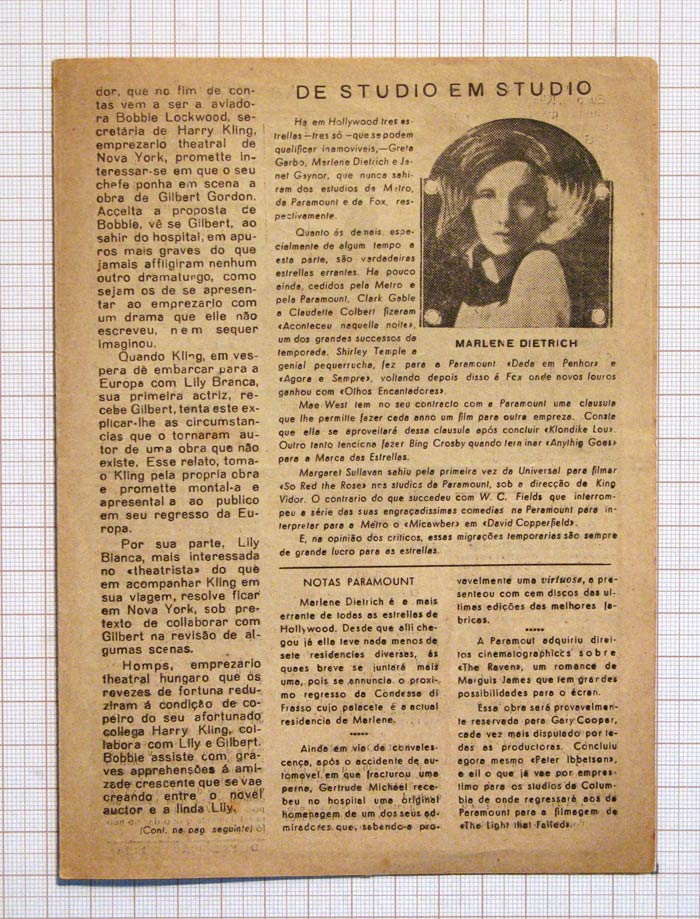 dor, que no fim de con-
tas vem a ser a aviado-
ra Bobbie Lockwood, se-
cretária de Harry Kling,
emprezario theatral de
Nova York, promette in-
teressar-se em que o seu
chefe ponha em scena a
obra de Gilbert Gordon.
Acceita a proposta de
Bobbie, vê se Gilbert, ao
sahir do hospital, em apu-
ros mais graves do que
jamais affligiram nenhum
outro dramaturgo, como
sejam os de se apresen-
tar ao emprezario com
um drama que elle não
escreveu, nem sequer
imaginou.
Quando Kling, em ves-
pera de embarcar para a
Europa com Lily Branca,
sua primeira actriz, re-
cebe Gilbert, tenta este ex-
plicar-lhe as circumstan-
cias que o tornaram au-
tor de uma obra que não
existe. Esse relato, toma-
o Kling pela propria obra
e promette montal-a e
apresental a ao publico
em seu regresso da Eu-
ropa.
Por sua parte, Lily
Bianca, mais interessada
no «theatrista» do que
em acompanhar Kling em
sua viagem, resolve ficar
em Nova York, sob pre-
texto de collaborar com
Gilbert na revisão de al-
gumas scenas.
Homps, emprezario
theatral hungaro que os
revezes de fortuna redu-
ziram á condição de co-
peiro do seu afortunado
collega Harry Kling, col-
labora com Lily e Gilbert.
Bobbie assiste com gra-
ves apprehensões á ami-
zade crescente que se vae
creando entre o novel
auctor e a linda Lily.
(Cont. na pag. seguinte)
DE STUDIO EM STUDIO
Ha em Hollywood tres es-
trellas—tres só—que se podem
qualificar inamoviveis,—Greta
Garbo, Marlene Dietrich e Ja-
net Gaynor, que nunca sahi-
ram dos estudios da Metro,
da Paramount e da Fox, res-
pectivamente.
Quanto ás demais, espe-
cialmente de algum tempo a
esta parte, são verdadeiras
estrellas errantes. Ha pouco
ainda, cedidos pela Metro e
pela Paramount, Clark Gable
e Claudette Colbert fizeram
«Aconteceu naquella noite»,
um dos grandes successos da
temporada. Shirley Temple a
genial pequerrucha, fez para a Paramount «Dada em Penhor» e
«Agora e Sempre», voltando depois disso á Fox onde novos louros
ganhou com «Olhos Encantadores».
MARLENE DIETRICH
Mae West tem no seu contracto com a Paramount uma clausula
que lhe permitte fazer cada anno um film para outra empreza. Consta
que ella se aproveitará dessa clausula após concluir «Klondike Lou».
Outro tanto tenciona fazer Bing Crosby quando terminar «Anythig Goes»
para a Marca das Estrellas.
Margaret Sullavan sahiu pela primeira vez da Universal para filmar
«So Red the Rose» nos studios da Paramount, sob a direcção de King
Vidor. O contrario do que succedeu com W. C. Fields que interrom-
peu a série das suas engraçadissimas comedias na Paramount para in-
terpretar para a Metro o «Micawber» em «David Copperfield».
E, na opinião dos criticos, essas migrações temporarias são sempre
de grande lucro para as estrellas.
NOTAS PARAMOUNT
Marlene Dietrich é a mais
errante de todas as estrellas de
Hollywood. Desde que alli che-
gou já ella teve nada menos de
sete residencias diversas, ás
quaes breve se juntará mais
uma, pois se annuncia o proxi-
mo regresso da Condessa di
Frasso cujo palacete é a actual
residencia de Marlene.
Ainda em via de convales-
cença, após o accidente de au-
tomovel em que fracturou uma
perna, Gertrude Michael rece-
beu no hospital uma original
homenagem de um dos seus ad-
miradores que, sabendo-a pro-
vavelmente uma virtuose, a pre-
senteou com cem discos das ul-
timas edições das melhores fa-
bricas.
A Paramout adquiriu direi-
tos cinematographicos sobre
«The Raven», um romance de
Marguis James que tem grandes
possibilidades para o écran.
Essa obra será provavelmen-
te reservada para Gary Cooper,
cada vez mais disputado por to-
das as productoras. Concluiu
agora mesmo «Peter Ibbetson»,
e eil o que já vae por empres-
timo para os studios da Colum-
bia de onde regressará aos da
Paramount para a filmagem de
«The Light that Failed».